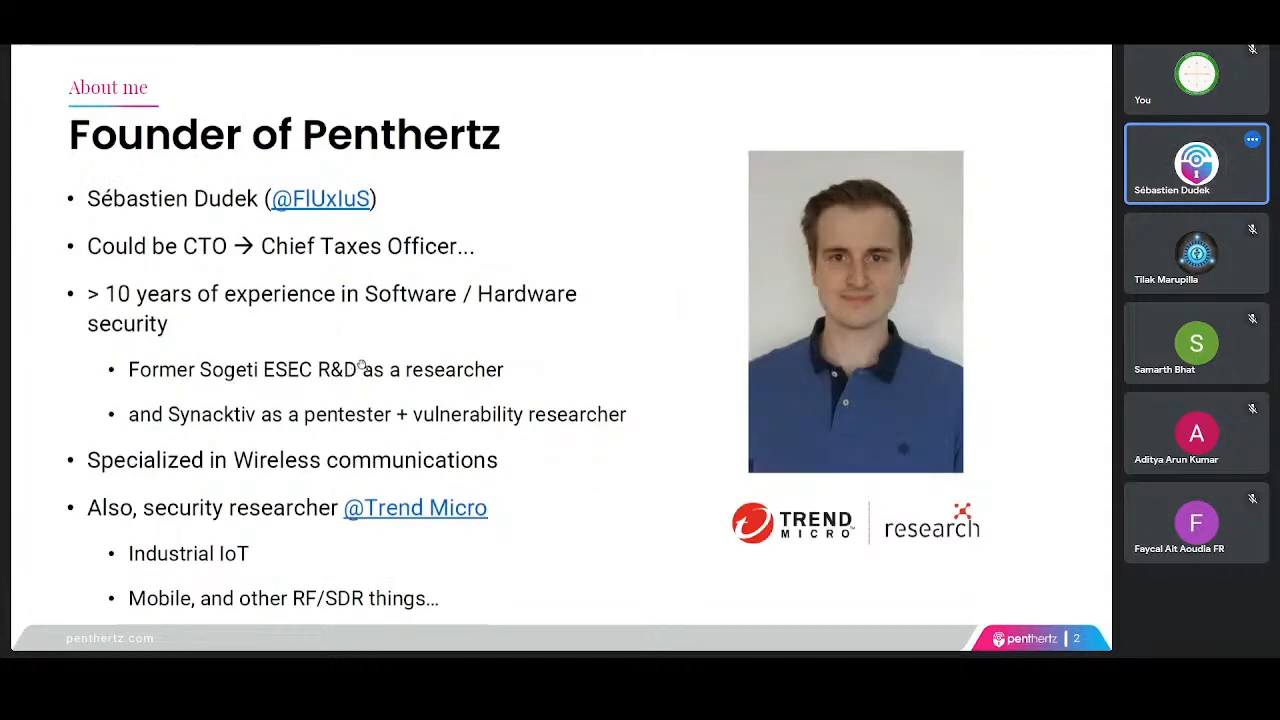 About me
Founder of Penthertz
• Sébastien Dudek (@FlUxIuS)
• Could be CTO → Chief Taxes Officer...
• > 10 years of experience in Software / Hardware
security
• Former Sogeti ESEC R&D as a researcher
• and Synacktiv as a pentester + vulnerability researcher
• Specialized in Wireless communications
• Also, security researcher @Trend Micro
• Industrial IoT
• Mobile, and other RF/SDR things…
TREND
MICRO™
research
penthertz.com
penthertz | 2
You
Sébastien Dudek
Tilak Marupilla
S
Samarth Bhat
A
Aditya Arun Kumar
F
Faycal Ait Aoudia FR